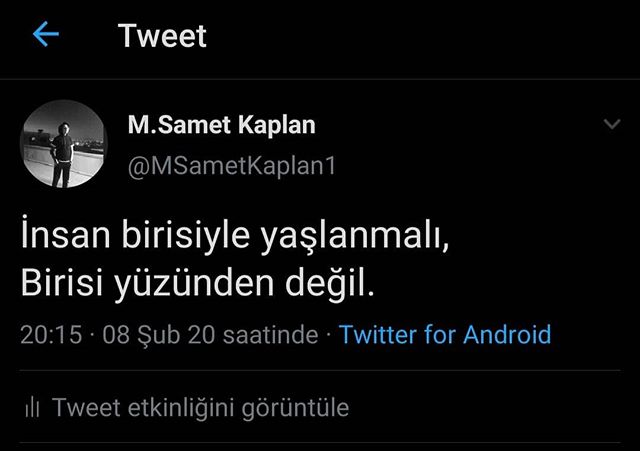 Tweet
M.Samet Kaplan
@MSametKaplan1
İnsan birisiyle yaşlanmalı,
Birisi yüzünden değil.
20:15 · 08 Şub 20 saatinde · Twitter for Android
Tweet etkinliğini görüntüle